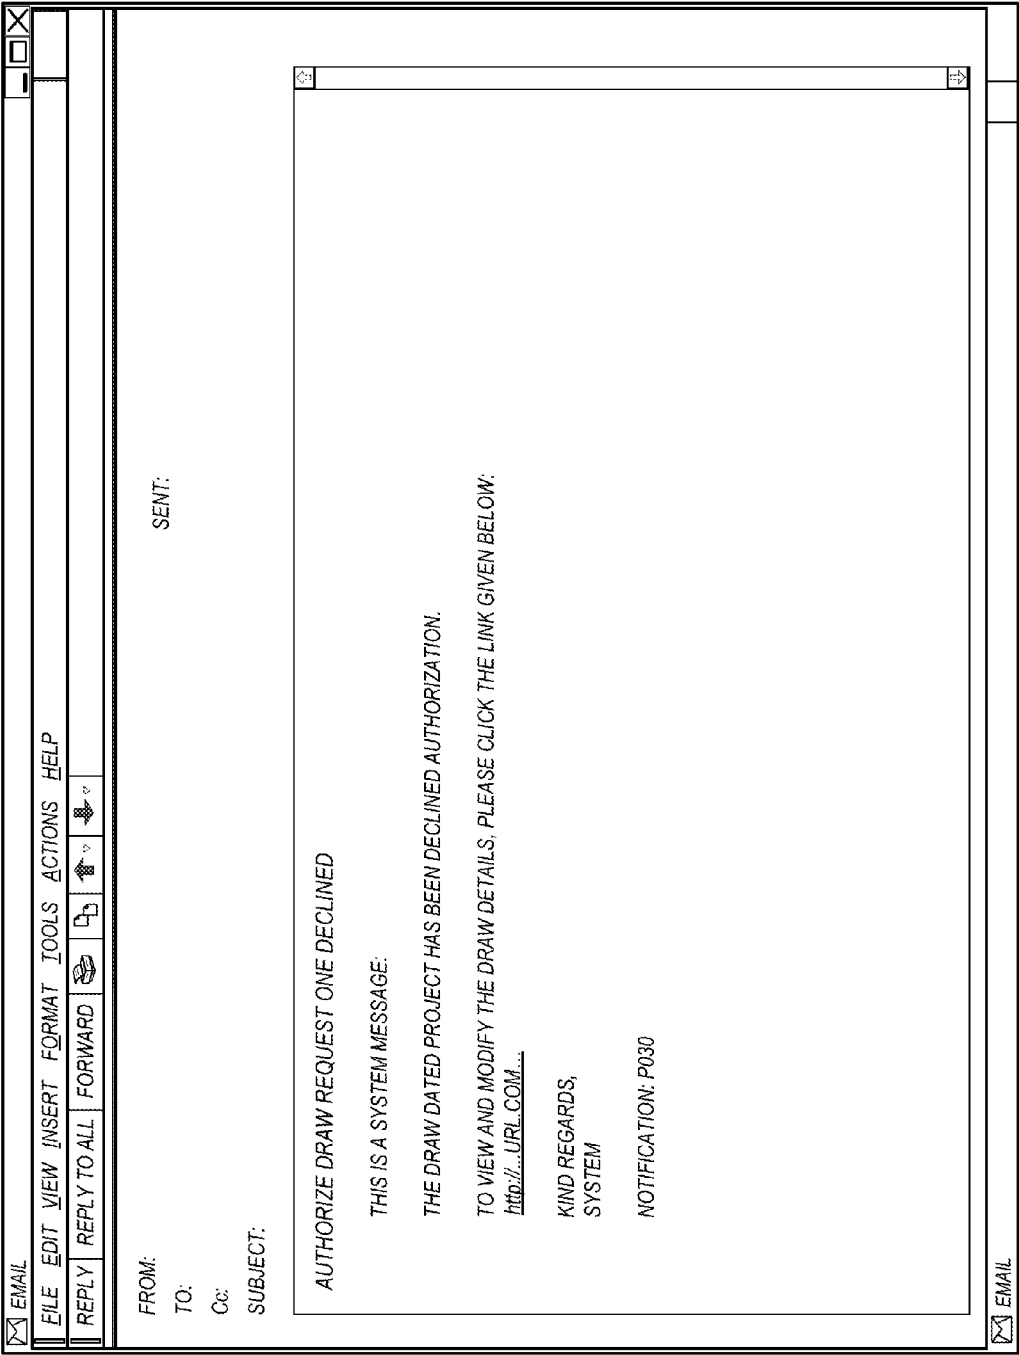 EMAIL
FILE EDIT VIEW INSERT FORMAT TOOLS ACTIONS HELP
REPLY REPLY TO ALL FORWARD
FROM:
SENT:
TO:
Cc:
SUBJECT:
AUTHORIZE DRAW REQUEST ONE DECLINED
THIS IS A SYSTEM MESSAGE:
THE DRAW DATED PROJECT HAS BEEN DECLINED AUTHORIZATION.
TO VIEW AND MODIFY THE DRAW DETAILS, PLEASE CLICK THE LINK GIVEN BELOW:
http://...URL.COM...
KIND REGARDS,
SYSTEM
NOTIFICATION: P030
EMAIL